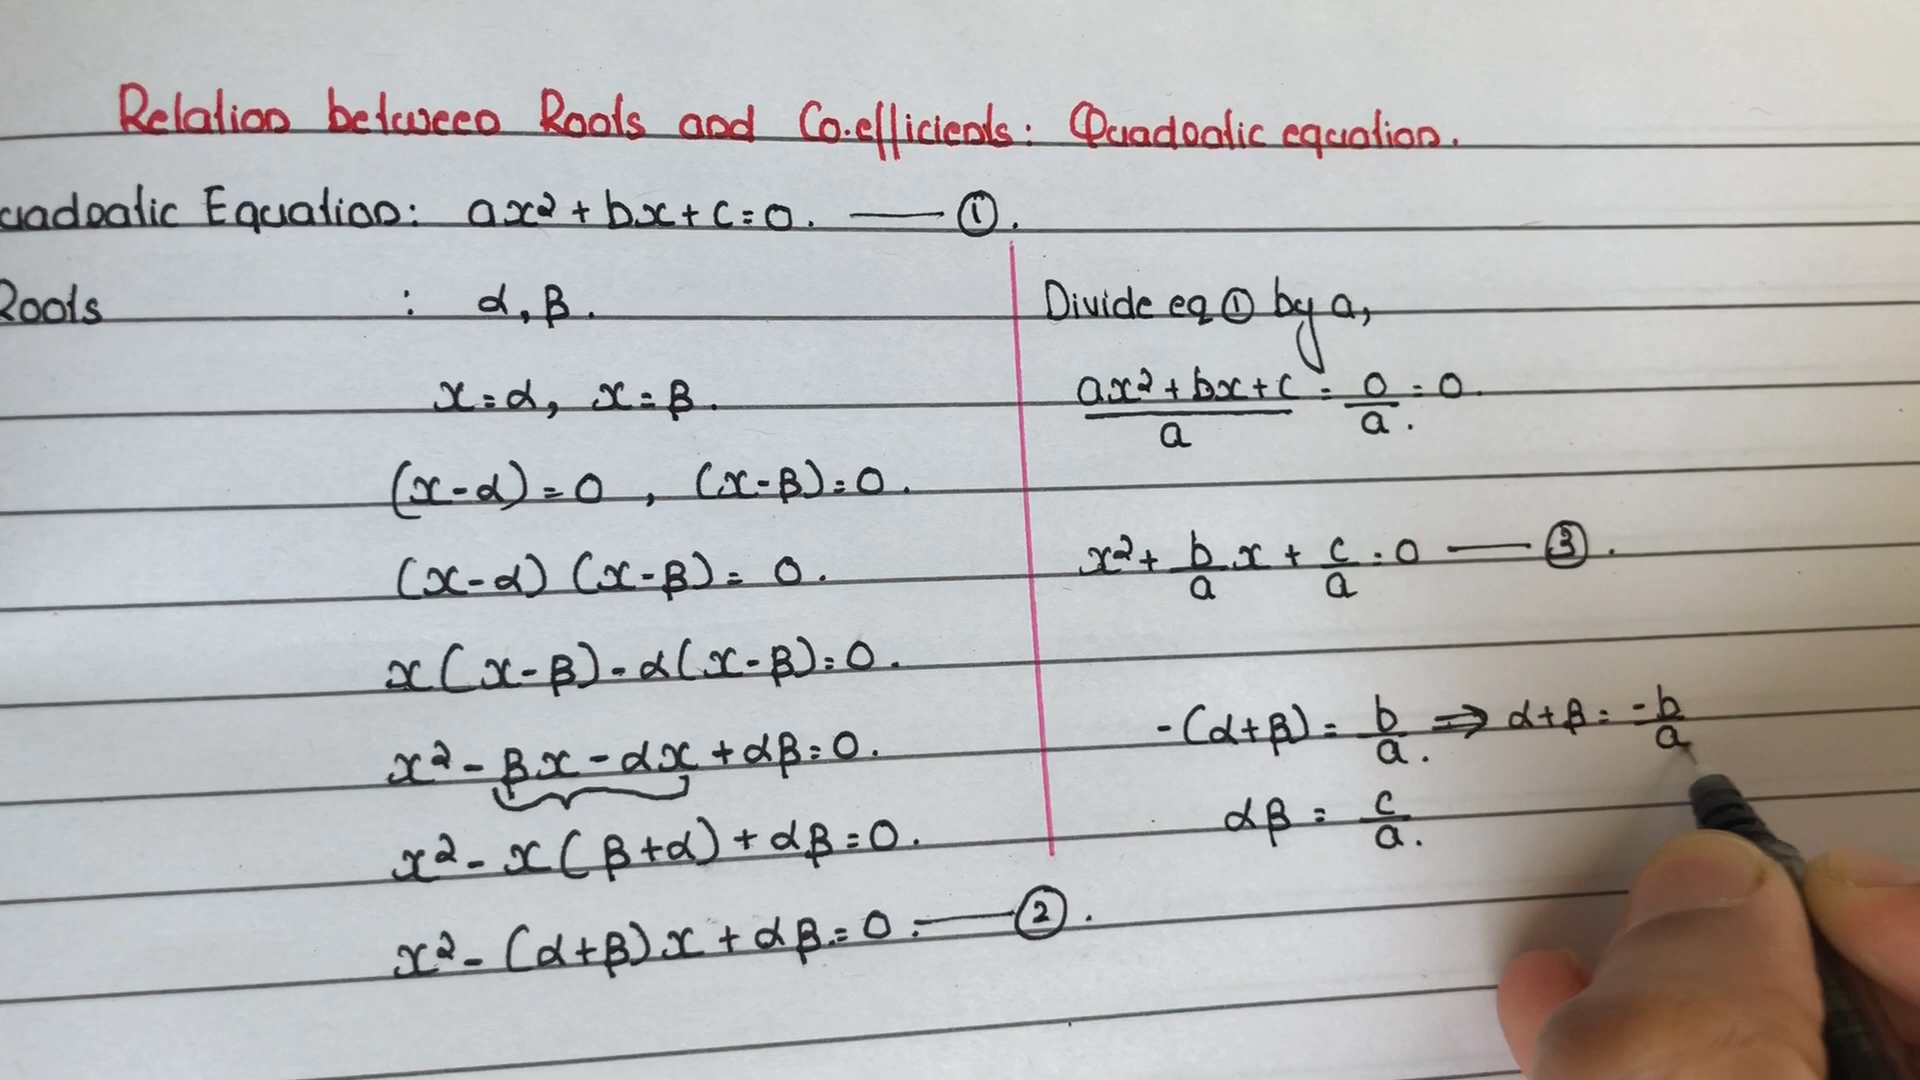 Relation between Roots and Co.efficients: Quadratic equation.
uadratic Equation: ax² + bx + c = 0. —— ①.
Roots : α, β.
x = α, x = β.
(x - α) = 0 , (x - β) = 0.
(x - α) (x - β) = 0.
x (x - β) - α (x - β) = 0.
x² - βx - αx + αβ = 0.
x² - x (β + α) + αβ = 0.
x² - (α + β) x + αβ = 0. —— ②.
Divide eq ① by a,
(ax² + bx + c)/a = 0/a = 0.
x² + b/a x + c/a = 0 —— ③.
-(α + β) = b/a. ⇒ α + β = -b/a
αβ = c/a.